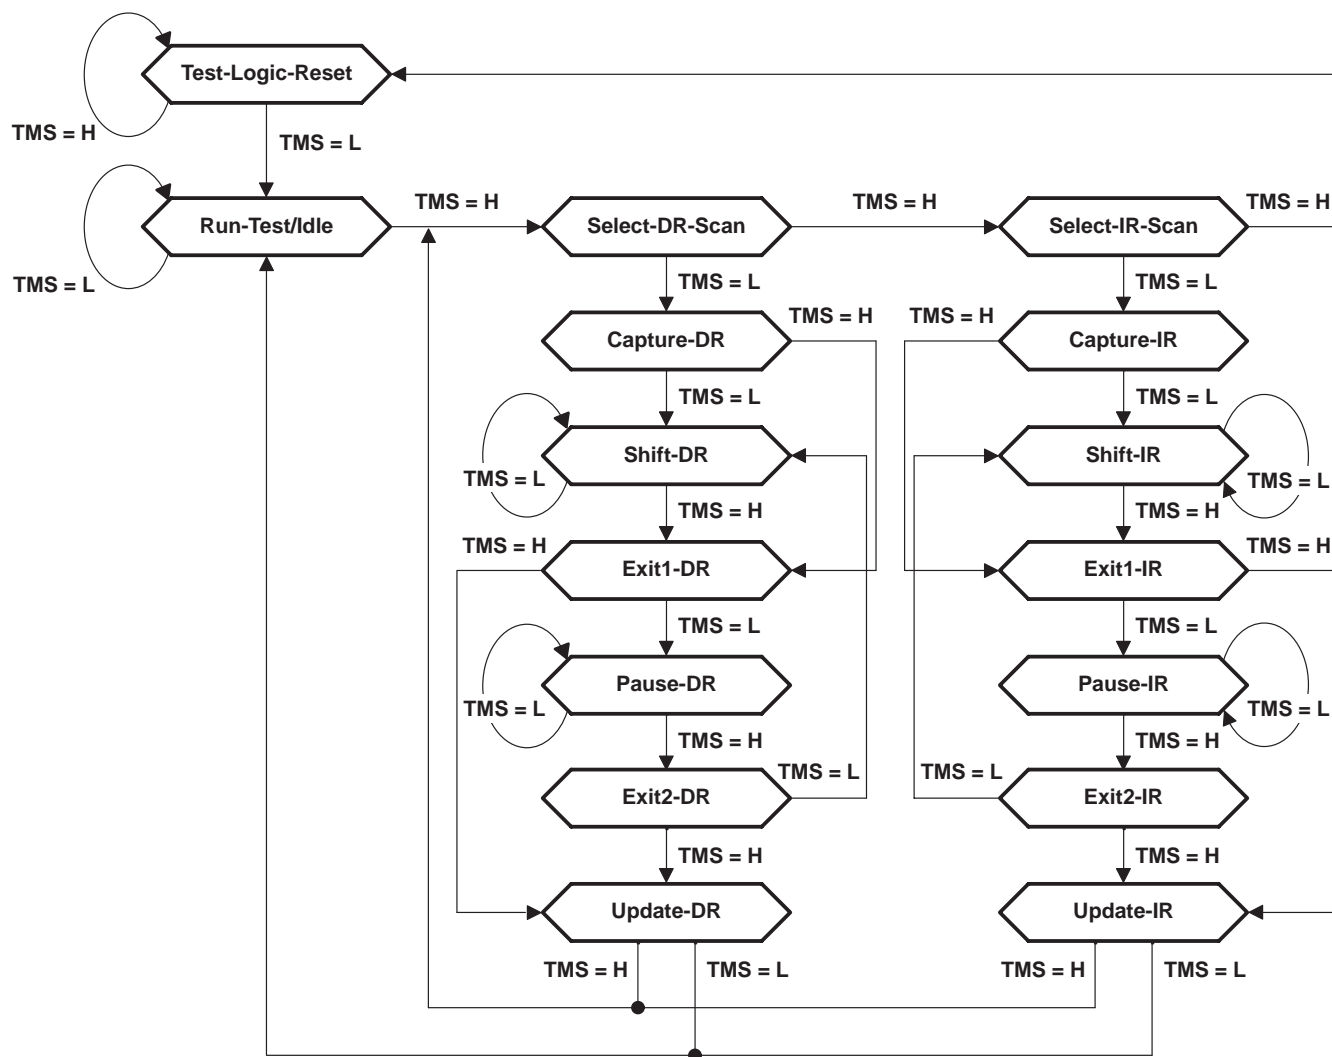 Test-Logic-Reset
TMS = H
TMS = L
TMS = H
TMS = H
TMS = H
Run-Test/Idle
Select-DR-Scan
Select-IR-Scan
TMS = L
TMS = L
TMS = L
TMS = H
TMS = H
Capture-DR
Capture-IR
TMS = L
TMS = L
Shift-DR
Shift-IR
TMS = L
TMS = L
TMS = H
TMS = H
TMS = H
TMS = H
Exit1-DR
Exit1-IR
TMS = L
TMS = L
Pause-DR
Pause-IR
TMS = L
TMS = L
TMS = H
TMS = H
TMS = L
TMS = L
Exit2-DR
Exit2-IR
TMS = H
TMS = H
Update-DR
Update-IR
TMS = H
TMS = L
TMS = H
TMS = L